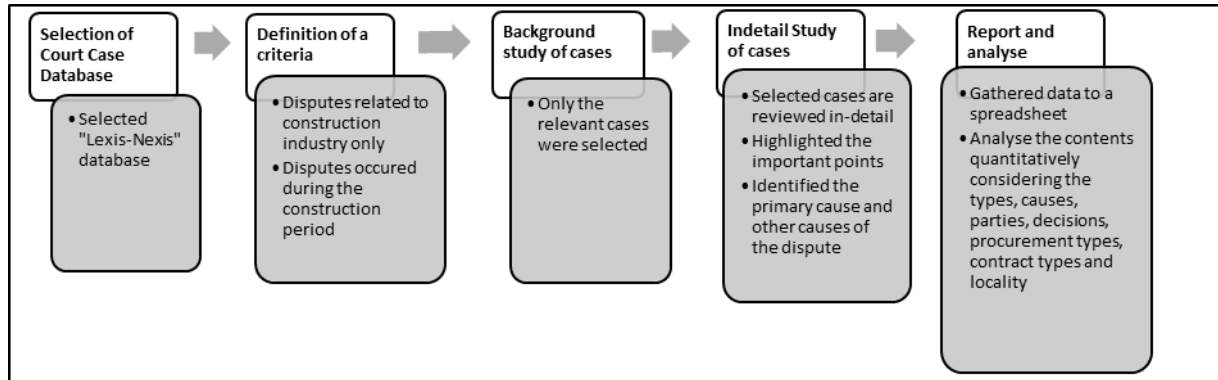 Selection of
Court Case
Database
• Selected
"Lexis-Nexis"
database
Definition of a
criteria
• Disputes related to
construction
industry only
• Disputes occured
during the
construction
period
Background
study of cases
• Only the
relevant cases
were selected
Indetail Study
of cases
• Selected cases are
reviewed in-detail
• Highlighted the
important points
• Identified the
primary cause and
other causes of
the dispute
Report and
analyse
• Gathered data to a
spreadsheet
• Analyse the contents
quantitatively
considering the
types, causes,
parties, decisions,
procurement types,
contract types and
locality